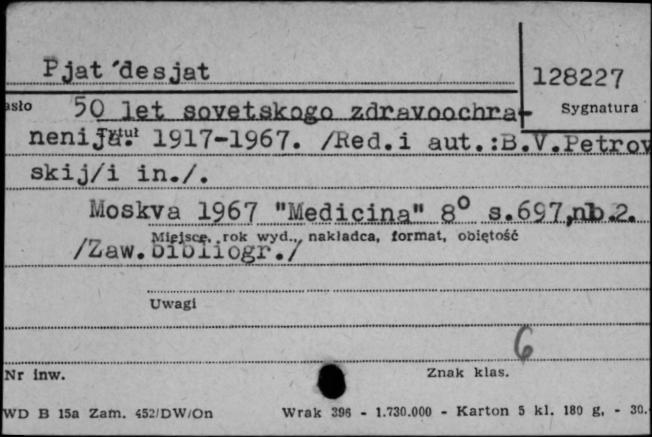 Pjat´desjat
128227
asło 50 let sovetskogo zdravoochra-
Sygnatura
nenija. Tytuł 1917-1967. /Red.i aut.:B.V.Petrov
skij/i in./.
Moskva 1967 "Medicina" 8° s.697,nb.2.
Miejsce, rok wyd., nakładca, format, objętość
/Zaw.bibliogr./
Uwagi
6
Nr inw. Znak klas.
WD B 15a Zam. 452/DW/On Wrak 396 - 1.730.000 - Karton 5 kl. 180 g. - 30.